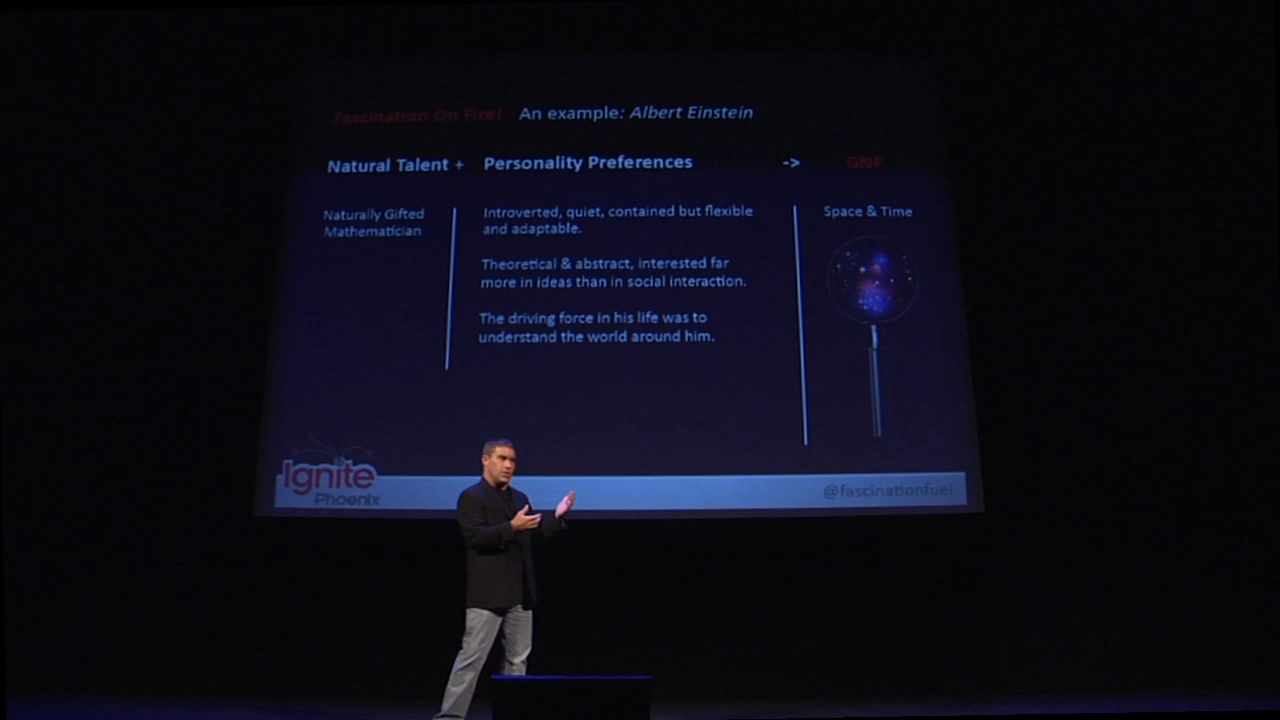 Fascination On Fire! An example: Albert Einstein
Natural Talent + Personality Preferences -> GNF
Naturally Gifted
Mathematician
Introverted, quiet, contained but flexible
and adaptable.
Theoretical & abstract, interested far
more in ideas than in social interaction.
The driving force in his life was to
understand the world around him.
Space & Time
Ignite
Phoenix
@fascinationfuel